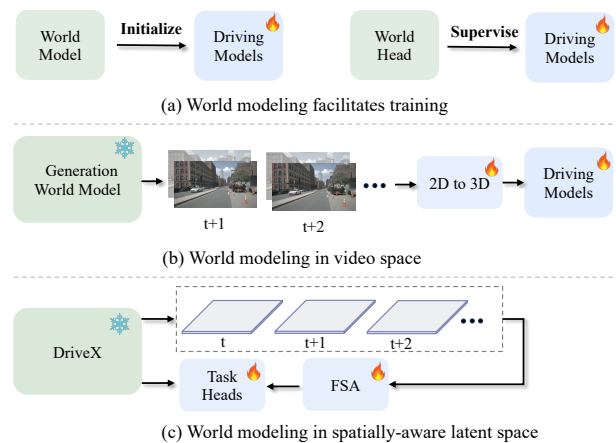 World
Model
Initialize
Driving
Models
World
Head
Supervise
Driving
Models
(a) World modeling facilitates training
Generation
World Model
t+1
t+2
2D to 3D
Driving
Models
(b) World modeling in video space
DriveX
t
t+1
t+2
Task
Heads
FSA
(c) World modeling in spatially-aware latent space